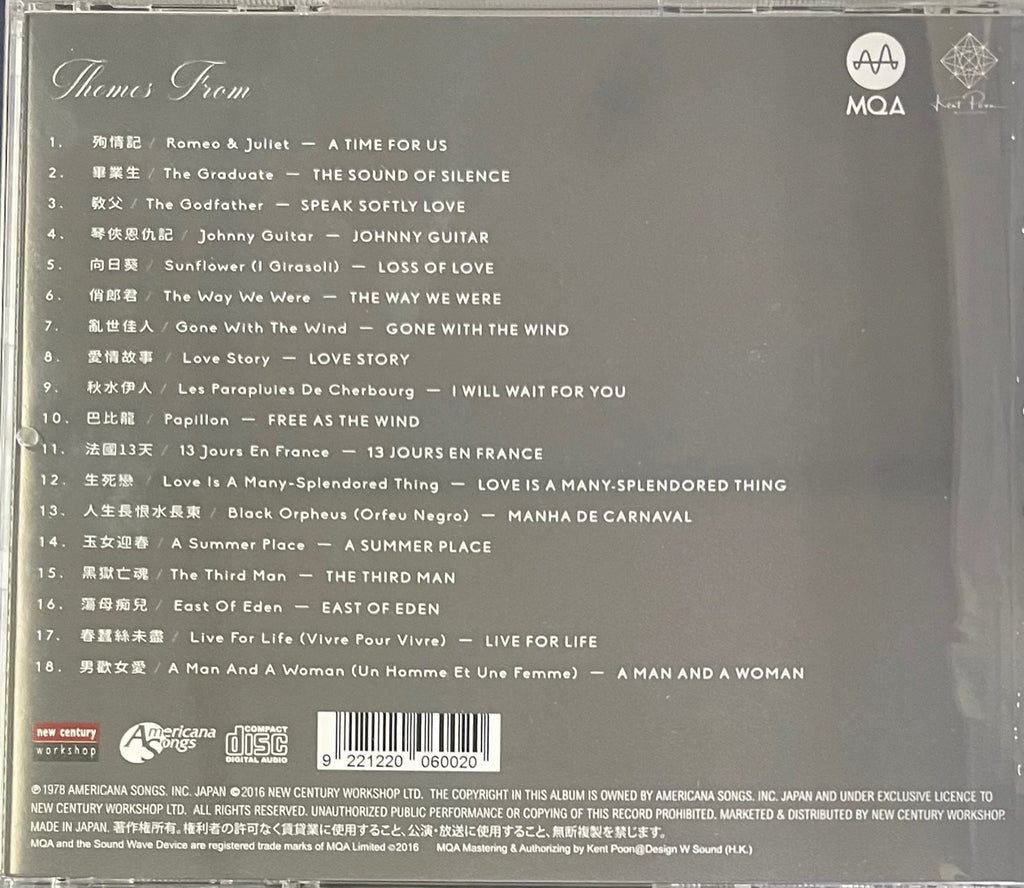 Themes From
MQA
Kent Poon
1. 殉情記 / Romeo & Juliet — A TIME FOR US
2. 畢業生 / The Graduate — THE SOUND OF SILENCE
3. 教父 / The Godfather — SPEAK SOFTLY LOVE
4. 琴俠恩仇記 / Johnny Guitar — JOHNNY GUITAR
5. 向日葵 / Sunflower (I Girasoli) — LOSS OF LOVE
6. 俏郎君 / The Way We Were — THE WAY WE WERE
7. 亂世佳人 / Gone With The Wind — GONE WITH THE WIND
8. 愛情故事 / Love Story — LOVE STORY
9. 秋水伊人 / Les Parapluies De Cherbourg — I WILL WAIT FOR YOU
10. 巴比龍 / Papillon — FREE AS THE WIND
11. 法國13天 / 13 Jours En France — 13 JOURS EN FRANCE
12. 生死戀 / Love Is A Many-Splendored Thing — LOVE IS A MANY-SPLENDORED THING
13. 人生長恨水長東 / Black Orpheus (Orfeu Negro) — MANHA DE CARNAVAL
14. 玉女迎春 / A Summer Place — A SUMMER PLACE
15. 黑獄亡魂 / The Third Man — THE THIRD MAN
16. 蕩母痴兒 / East Of Eden — EAST OF EDEN
17. 春蠶絲未盡 / Live For Life (Vivre Pour Vivre) — LIVE FOR LIFE
18. 男歡女愛 / A Man And A Woman (Un Homme Et Une Femme) — A MAN AND A WOMAN
new century
workshop
Americana
Songs
COMPACT
disc
DIGITAL AUDIO
9 221220 060020
℗1978 AMERICANA SONGS. INC. JAPAN ©2016 NEW CENTURY WORKSHOP LTD. THE COPYRIGHT IN THIS ALBUM IS OWNED BY AMERICANA SONGS. INC. JAPAN AND UNDER EXCLUSIVE LICENCE TO
NEW CENTURY WORKSHOP LTD. ALL RIGHTS RESERVED. UNAUTHORIZED PUBLIC PERFORMANCE OR COPYING OF THIS RECORD PROHIBITED. MARKETED & DISTRIBUTED BY NEW CENTURY WORKSHOP.
MADE IN JAPAN. 著作権所有。権利者の許可なく賃貸業に使用すること、公演・放送に使用すること、無断複製を禁じます。
MQA and the Sound Wave Device are registered trade marks of MQA Limited ©2016 MQA Mastering & Authorizing by Kent Poon@Design W Sound (H.K.)